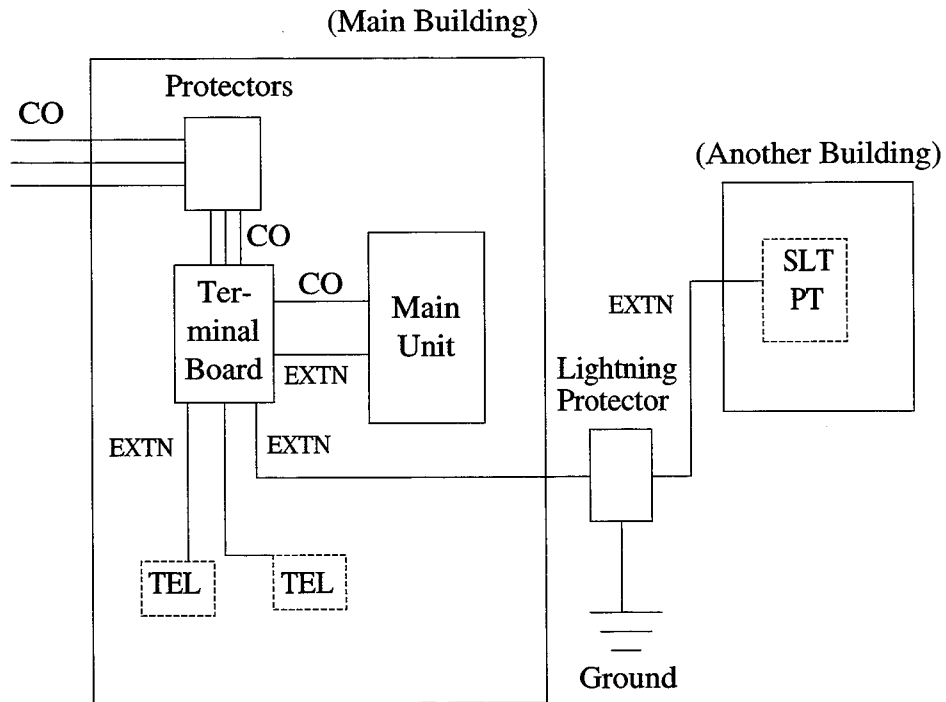 (Main Building)
Protectors
CO
(Another Building)
CO
SLT
PT
Ter-
minal
Board
CO
Main
Unit
EXTN
EXTN
Lightning
Protector
EXTN
EXTN
TEL
TEL
Ground